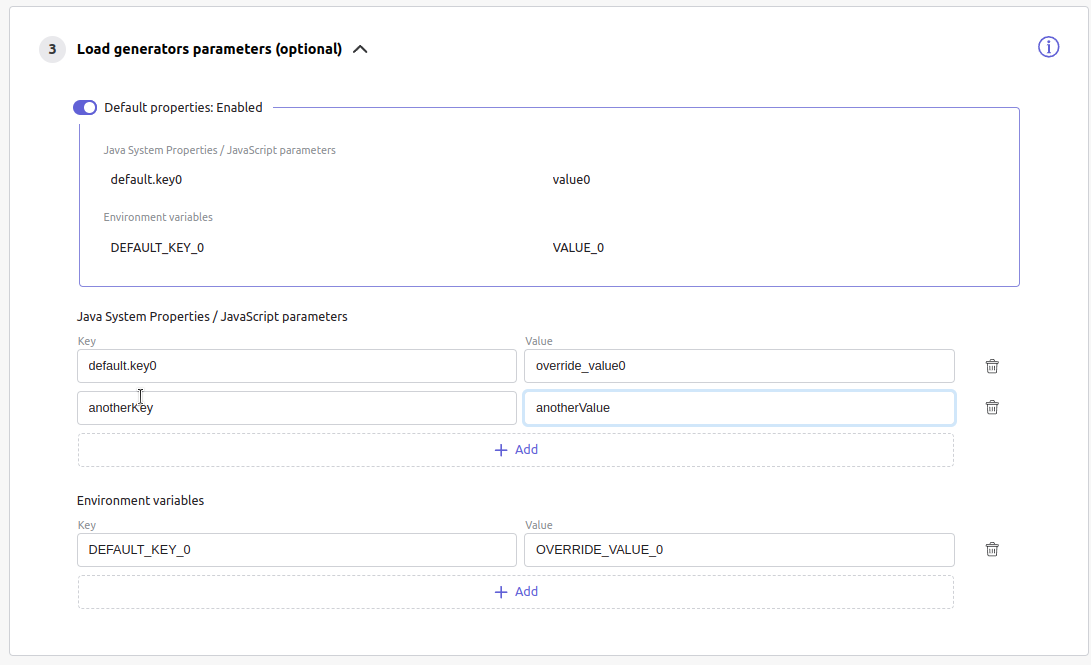 3 Load generators parameters (optional)
Default properties: Enabled
Java System Properties / JavaScript parameters
default.key0 value0
Environment variables
DEFAULT_KEY_0 VALUE_0
Java System Properties / JavaScript parameters
Key Value
default.key0 override_value0
anotherKey anotherValue
Add
Environment variables
Key Value
DEFAULT_KEY_0 OVERRIDE_VALUE_0
Add